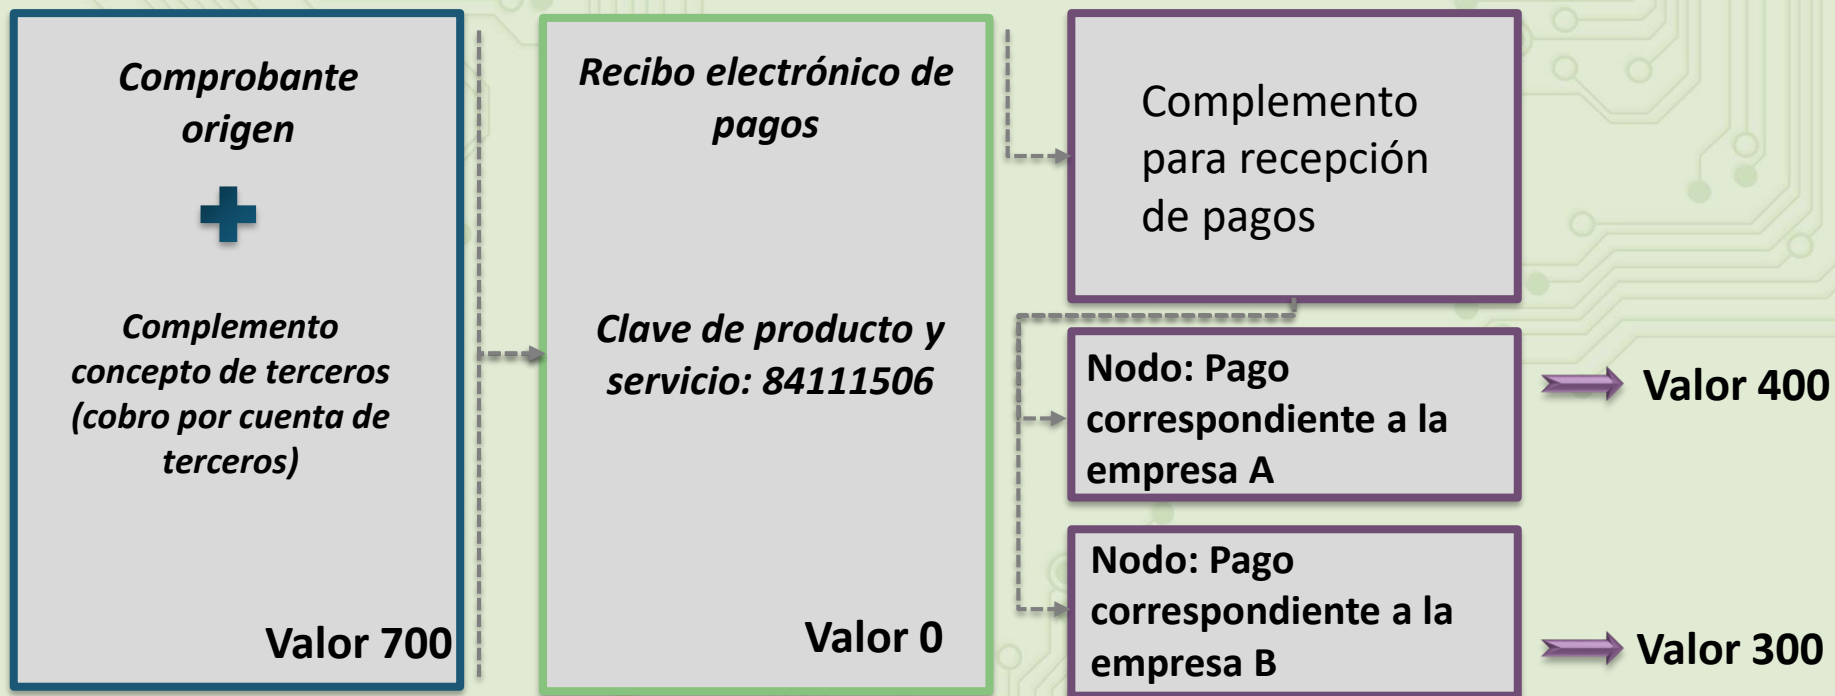 Comprobante
origen
Complemento
concepto de terceros
(cobro por cuenta de
terceros)
Valor 700
Recibo electrónico de
pagos
Clave de producto y
servicio: 84111506
Valor 0
Complemento
para recepción
de pagos
Nodo: Pago
correspondiente a la
empresa A
Valor 400
Nodo: Pago
correspondiente a la
empresa B
Valor 300